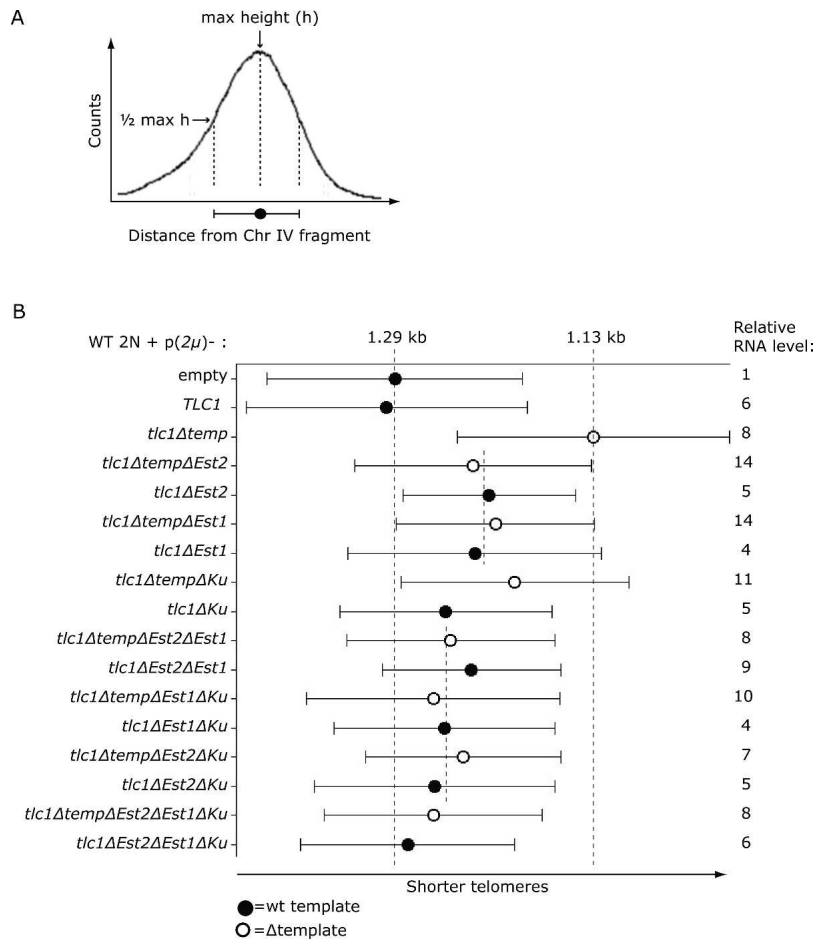 A
max height (h)
½ max h
Counts
Distance from Chr IV fragment
B
WT 2N + p(2µ)- :
1.29 kb
1.13 kb
Relative
RNA level:
empty 1
TLC1 6
tlc1Δtemp 8
tlc1ΔtempΔEst2 14
tlc1ΔEst2 5
tlc1ΔtempΔEst1 14
tlc1ΔEst1 4
tlc1ΔtempΔKu 11
tlc1ΔKu 5
tlc1ΔtempΔEst2ΔEst1 8
tlc1ΔEst2ΔEst1 9
tlc1ΔtempΔEst1ΔKu 10
tlc1ΔEst1ΔKu 4
tlc1ΔtempΔEst2ΔKu 7
tlc1ΔEst2ΔKu 5
tlc1ΔtempΔEst2ΔEst1ΔKu 8
tlc1ΔEst2ΔEst1ΔKu 6
Shorter telomeres
=wt template
=Δtemplate